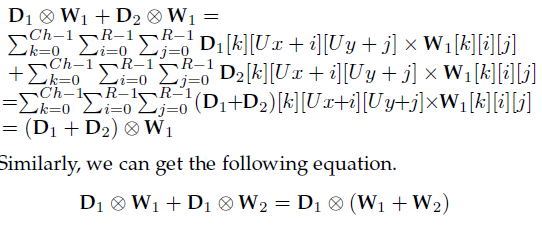 D₁ ⊗ W₁ + D₂ ⊗ W₁ =
∑_{k=0}^{Ch−1} ∑_{i=0}^{R−1} ∑_{j=0}^{R−1} D₁[k][Ux + i][Uy + j] × W₁[k][i][j]
+ ∑_{k=0}^{Ch−1} ∑_{i=0}^{R−1} ∑_{j=0}^{R−1} D₂[k][Ux + i][Uy + j] × W₁[k][i][j]
=∑_{k=0}^{Ch−1} ∑_{i=0}^{R−1} ∑_{j=0}^{R−1} (D₁+D₂)[k][Ux+i][Uy+j]×W₁[k][i][j]
= (D₁ + D₂) ⊗ W₁
Similarly, we can get the following equation.
D₁ ⊗ W₁ + D₁ ⊗ W₂ = D₁ ⊗ (W₁ + W₂)